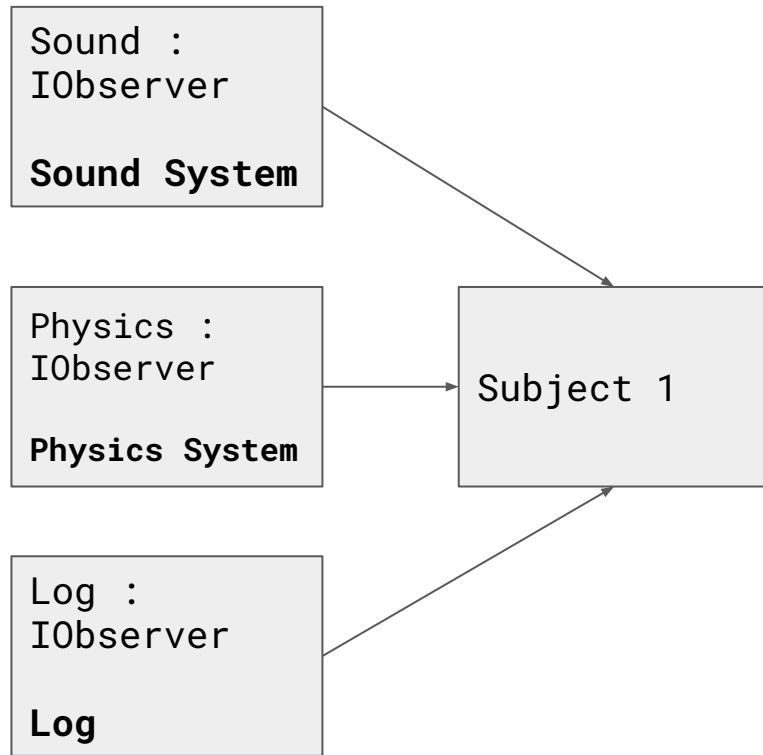 Sound :
IObserver
Sound System
Physics :
IObserver
Physics System
Subject 1
Log :
IObserver
Log